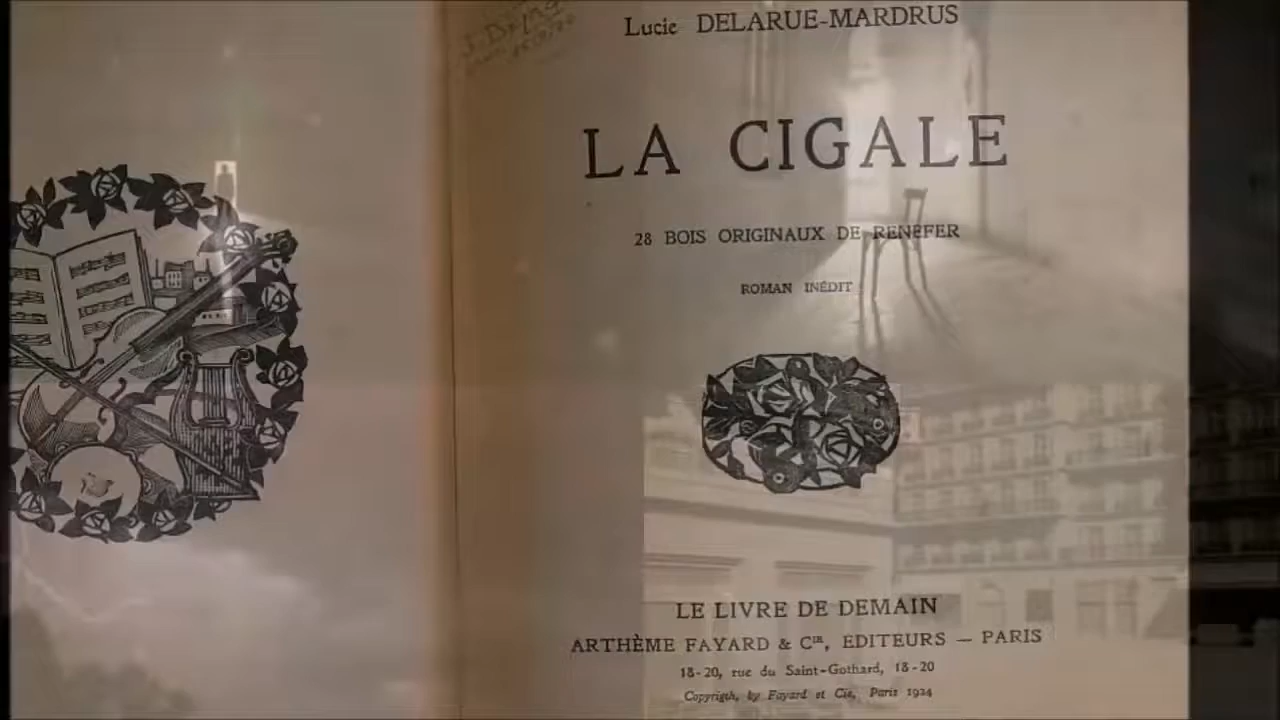 Lucie DELARUE-MARDRUS
LA CIGALE
28 BOIS ORIGINAUX DE RENEFER
ROMAN INÉDIT
LE LIVRE DE DEMAIN
ARTHÈME FAYARD & Cie, ÉDITEURS — PARIS
18-20, rue du Saint-Gothard, 18-20
Copyrigth, by Fayard et Cie, Paris 1924